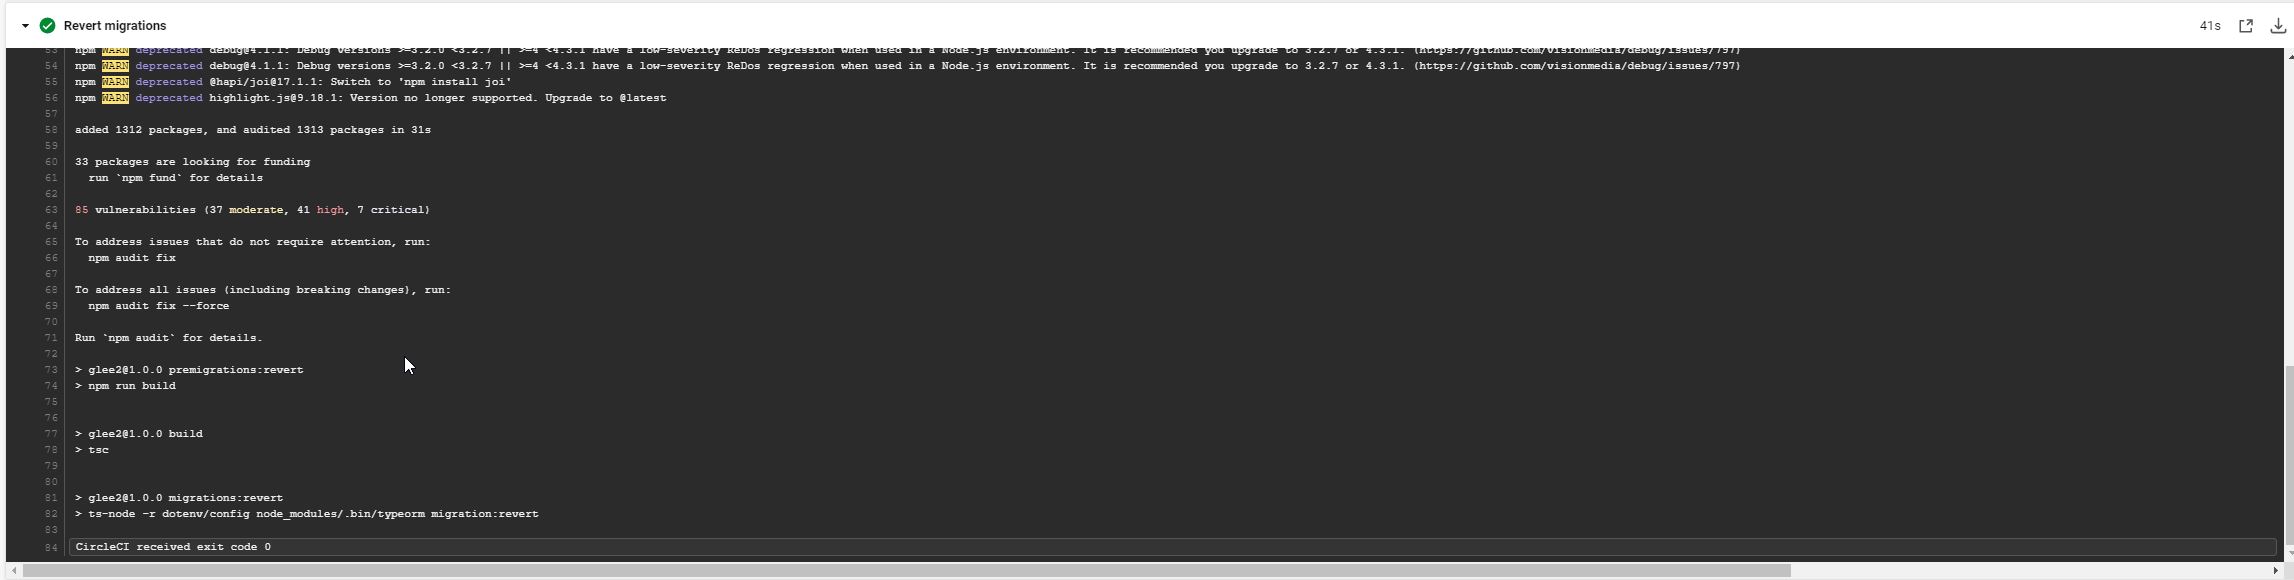 Revert migrations
41s
53 npm WARN deprecated debug@4.1.1: Debug versions >=3.2.0 <3.2.7 || >=4 <4.3.1 have a low-severity ReDos regression when used in a Node.js environment. It is recommended you upgrade to 3.2.7 or 4.3.1. (https://github.com/visionmedia/debug/issues/797)
54 npm WARN deprecated debug@4.1.1: Debug versions >=3.2.0 <3.2.7 || >=4 <4.3.1 have a low-severity ReDos regression when used in a Node.js environment. It is recommended you upgrade to 3.2.7 or 4.3.1. (https://github.com/visionmedia/debug/issues/797)
55 npm WARN deprecated @hapi/joi@17.1.1: Switch to 'npm install joi'
56 npm WARN deprecated highlight.js@9.18.1: Version no longer supported. Upgrade to @latest
57
58 added 1312 packages, and audited 1313 packages in 31s
59
60 33 packages are looking for funding
61 run `npm fund` for details
62
63 85 vulnerabilities (37 moderate, 41 high, 7 critical)
64
65 To address issues that do not require attention, run:
66 npm audit fix
67
68 To address all issues (including breaking changes), run:
69 npm audit fix --force
70
71 Run `npm audit` for details.
72
73 > glee2@1.0.0 premigrations:revert
74 > npm run build
75
76
77 > glee2@1.0.0 build
78 > tsc
79
80
81 > glee2@1.0.0 migrations:revert
82 > ts-node -r dotenv/config node_modules/.bin/typeorm migration:revert
83
84 CircleCI received exit code 0